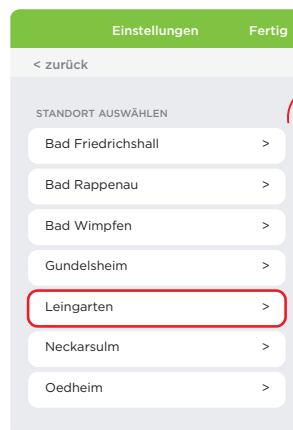 Einstellungen Fertig
< zurück
STANDORT AUSWÄHLEN
Bad Friedrichshall >
Bad Rappenau >
Bad Wimpfen >
Gundelsheim >
Leingarten >
Neckarsulm >
Oedheim >